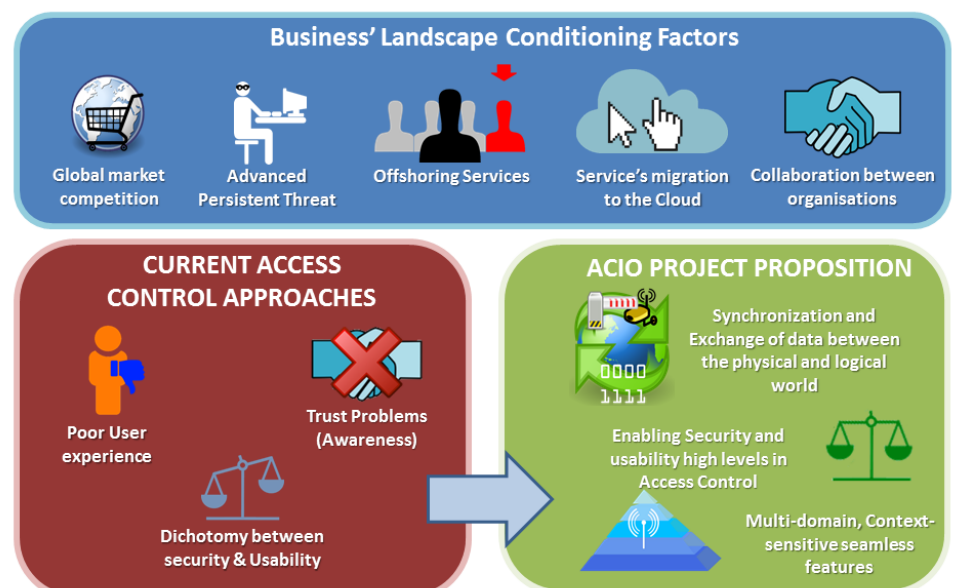 Business' Landscape Conditioning Factors
Global market
competition
Advanced
Persistent Threat
Offshoring Services
Service's migration
to the Cloud
Collaboration between
organisations
CURRENT ACCESS
CONTROL APPROACHES
Poor User
experience
Trust Problems
(Awareness)
Dichotomy between
security & Usability
ACIO PROJECT PROPOSITION
0000
1111
Synchronization and
Exchange of data between
the physical and logical
world
Enabling Security and
usability high levels in
Access Control
Multi-domain, Context-
sensitive seamless
features